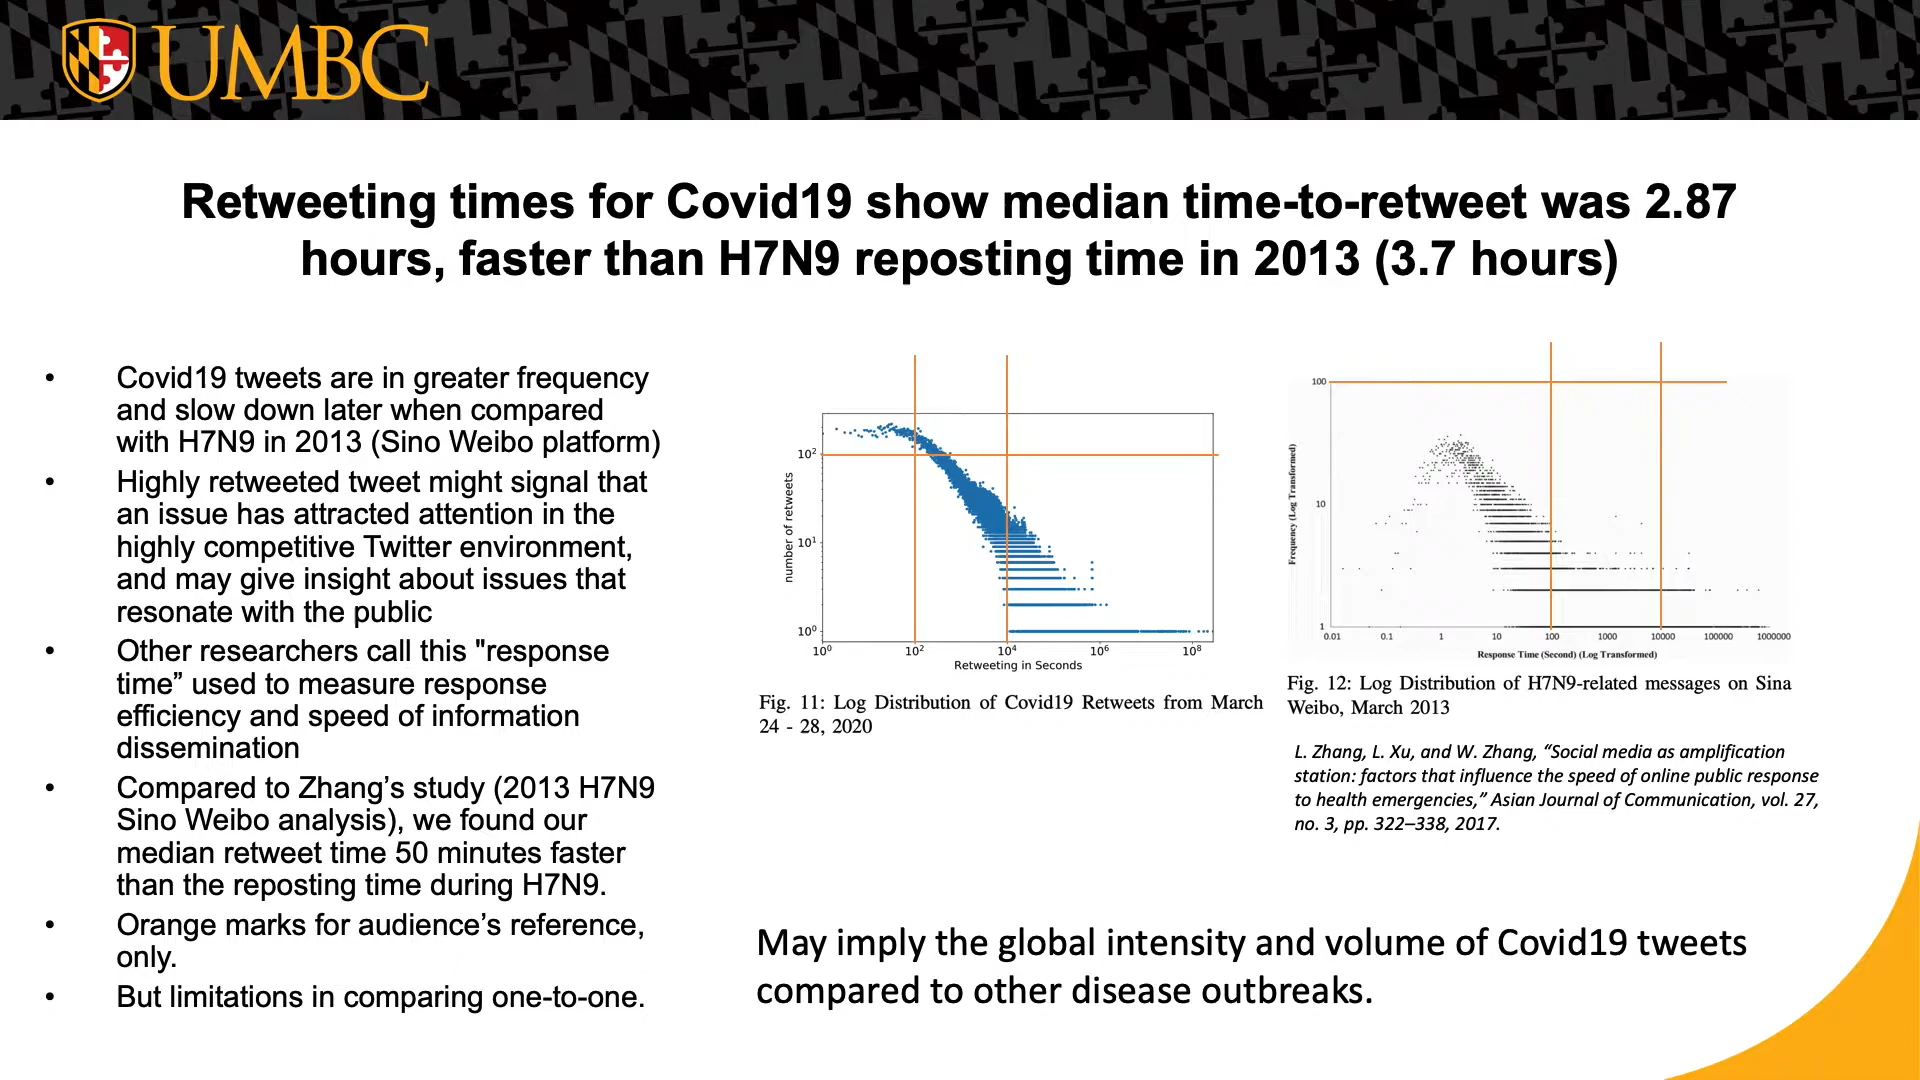 UMBC
Retweeting times for Covid19 show median time-to-retweet was 2.87
hours, faster than H7N9 reposting time in 2013 (3.7 hours)
• Covid19 tweets are in greater frequency
and slow down later when compared
with H7N9 in 2013 (Sino Weibo platform)
• Highly retweeted tweet might signal that
an issue has attracted attention in the
highly competitive Twitter environment,
and may give insight about issues that
resonate with the public
• Other researchers call this "response
time” used to measure response
efficiency and speed of information
dissemination
• Compared to Zhang’s study (2013 H7N9
Sino Weibo analysis), we found our
median retweet time 50 minutes faster
than the reposting time during H7N9.
• Orange marks for audience’s reference,
only.
• But limitations in comparing one-to-one.
number of retweets
10²
10¹
10⁰
10⁰ 10² 10⁴ 10⁶ 10⁸
Retweeting in Seconds
Fig. 11: Log Distribution of Covid19 Retweets from March
24 - 28, 2020
Frequency (Log Transformed)
100
10
1
0.01 0.1 1 10 100 1000 10000 100000 1000000
Response Time (Second) (Log Transformed)
Fig. 12: Log Distribution of H7N9-related messages on Sina
Weibo, March 2013
L. Zhang, L. Xu, and W. Zhang, “Social media as amplification
station: factors that influence the speed of online public response
to health emergencies,” Asian Journal of Communication, vol. 27,
no. 3, pp. 322–338, 2017.
May imply the global intensity and volume of Covid19 tweets
compared to other disease outbreaks.